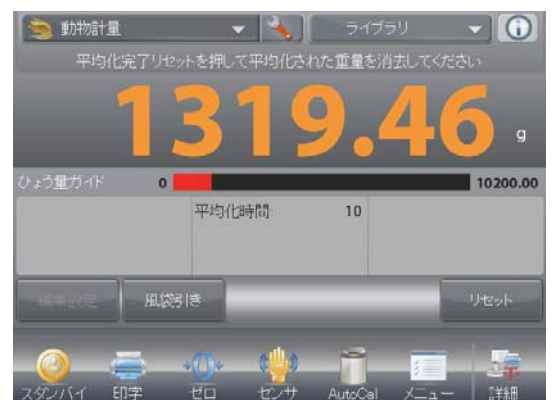 動物計量
ライブラリ
平均化完了リセットを押して平均化された重量を消去してください
1319.46 g
ひょう量ガイド 0 10200.00
平均化時間: 10
編集設定 風袋引き リセット
スタンバイ 印字 ゼロ センサ AutoCal メニュー 詳細